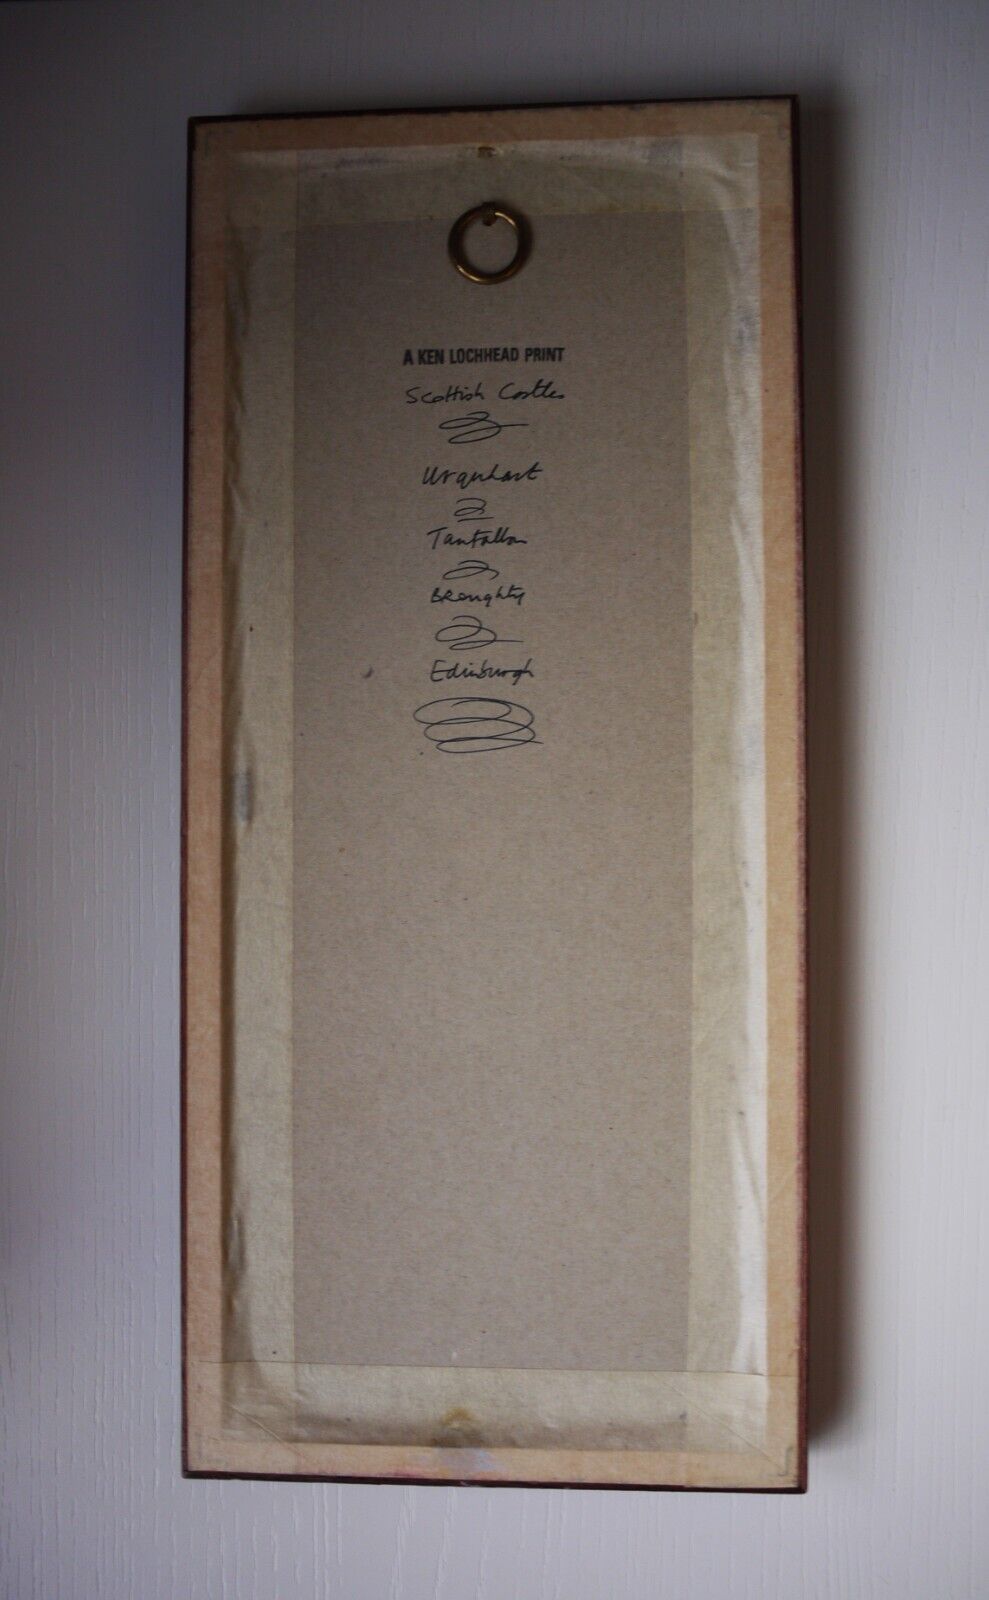 A KEN LOCHHEAD PRINT
Scottish Castles
Urquhart
Tantallon
Broughty
Edinburgh